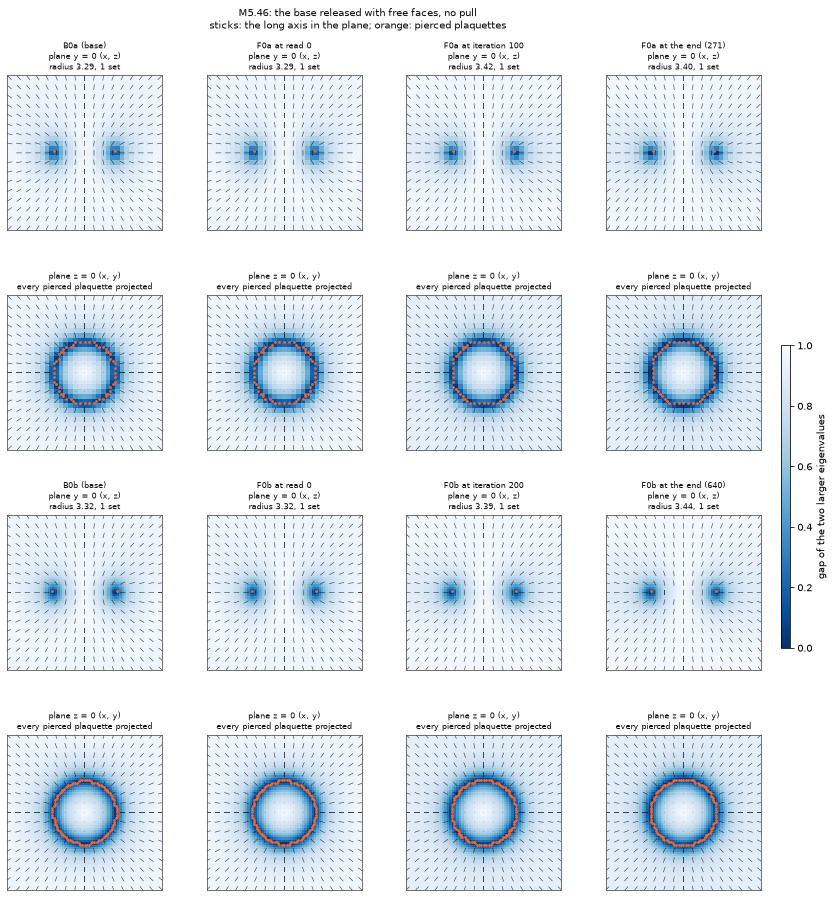 M5.46: the base released with free faces, no pull
sticks: the long axis in the plane; orange: pierced plaquettes
B0a (base)
plane y = 0 (x, z)
radius 3.29, 1 set
F0a at read 0
plane y = 0 (x, z)
radius 3.29, 1 set
F0a at iteration 100
plane y = 0 (x, z)
radius 3.42, 1 set
F0a at the end (271)
plane y = 0 (x, z)
radius 3.40, 1 set
plane z = 0 (x, y)
every pierced plaquette projected
plane z = 0 (x, y)
every pierced plaquette projected
plane z = 0 (x, y)
every pierced plaquette projected
plane z = 0 (x, y)
every pierced plaquette projected
B0b (base)
plane y = 0 (x, z)
radius 3.32, 1 set
F0b at read 0
plane y = 0 (x, z)
radius 3.32, 1 set
F0b at iteration 200
plane y = 0 (x, z)
radius 3.39, 1 set
F0b at the end (640)
plane y = 0 (x, z)
radius 3.44, 1 set
plane z = 0 (x, y)
every pierced plaquette projected
plane z = 0 (x, y)
every pierced plaquette projected
plane z = 0 (x, y)
every pierced plaquette projected
plane z = 0 (x, y)
every pierced plaquette projected
1.0
0.8
0.6
0.4
0.2
0.0
gap of the two larger eigenvalues